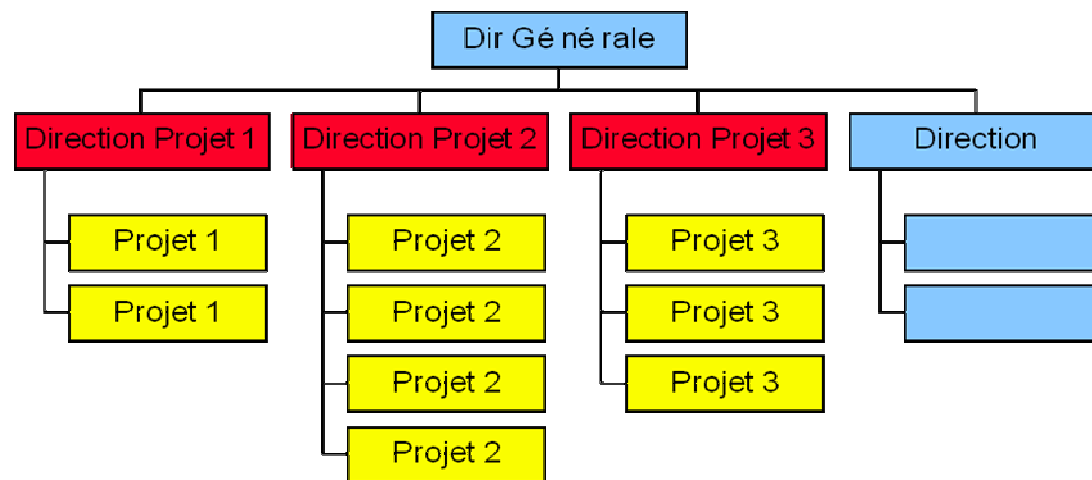 Dir Gé né rale
Direction Projet 1
Direction Projet 2
Direction Projet 3
Direction
Projet 1
Projet 2
Projet 3
Projet 1
Projet 2
Projet 3
Projet 2
Projet 3
Projet 2